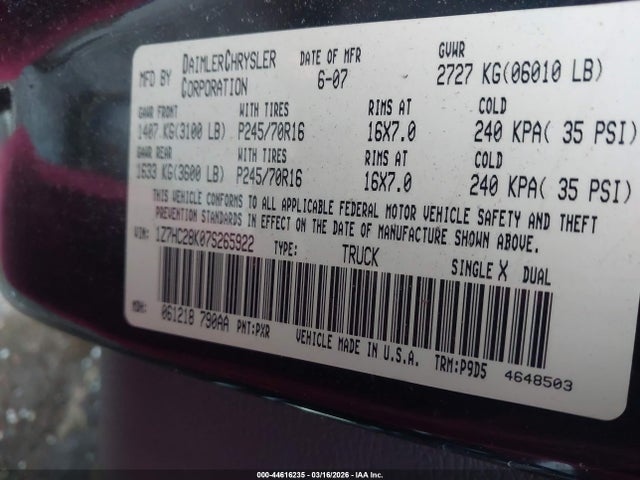 MFD BY DAIMLERCHRYSLER CORPORATION DATE OF MFR 6-07 GVWR 2727 KG(06010 LB)
GAWR FRONT WITH TIRES RIMS AT COLD
1407 KG(3100 LB) P245/70R16 16X7.0 240 KPA( 35 PSI)
GAWR REAR WITH TIRES RIMS AT COLD
1633 KG(3600 LB) P245/70R16 16X7.0 240 KPA( 35 PSI)
THIS VEHICLE CONFORMS TO ALL APPLICABLE FEDERAL MOTOR VEHICLE SAFETY AND THEFT
PREVENTION STANDARDS IN EFFECT ON THE DATE OF MANUFACTURE SHOWN ABOVE.
VIN: 1Z7HC28K07S265922 TYPE: TRUCK SINGLE X DUAL
MDH: 061218 790AA PNT:PXR VEHICLE MADE IN U.S.A. TRM:P9D5 4648503
000-44616235 - 03/16/2026 - IAA Inc.